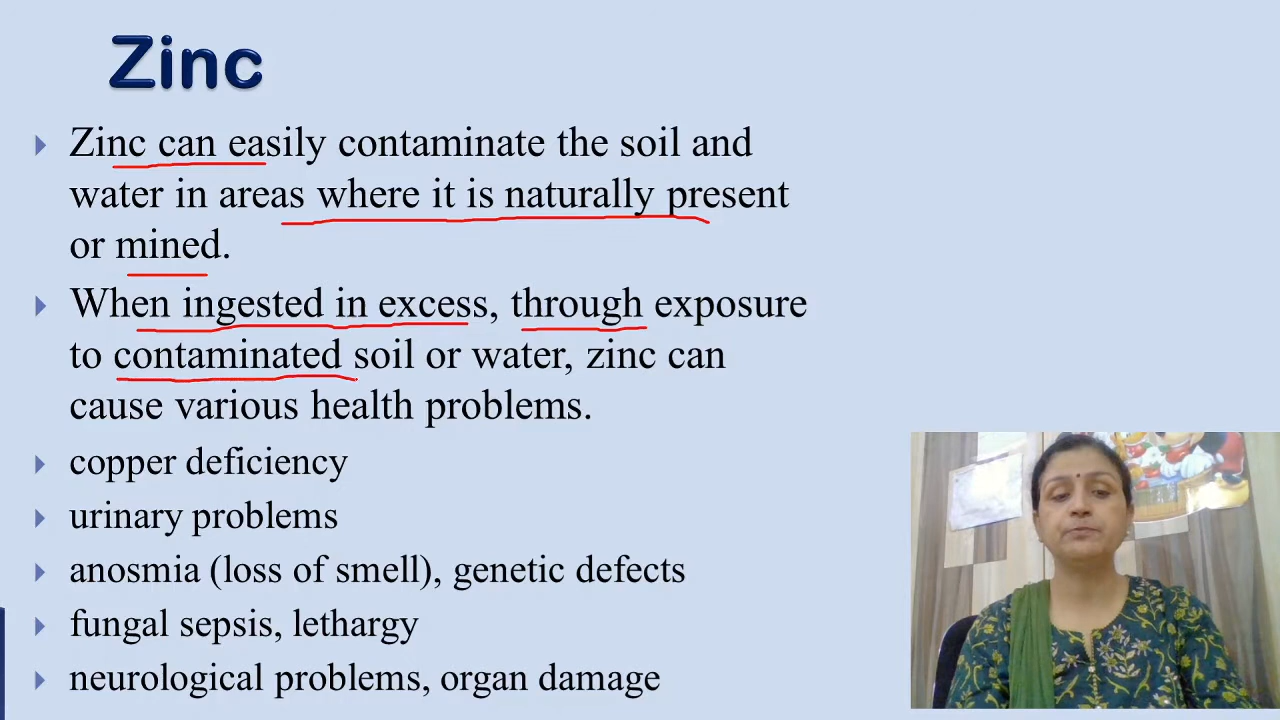 Zinc
Zinc can easily contaminate the soil and
water in areas where it is naturally present
or mined.
When ingested in excess, through exposure
to contaminated soil or water, zinc can
cause various health problems.
copper deficiency
urinary problems
anosmia (loss of smell), genetic defects
fungal sepsis, lethargy
neurological problems, organ damage